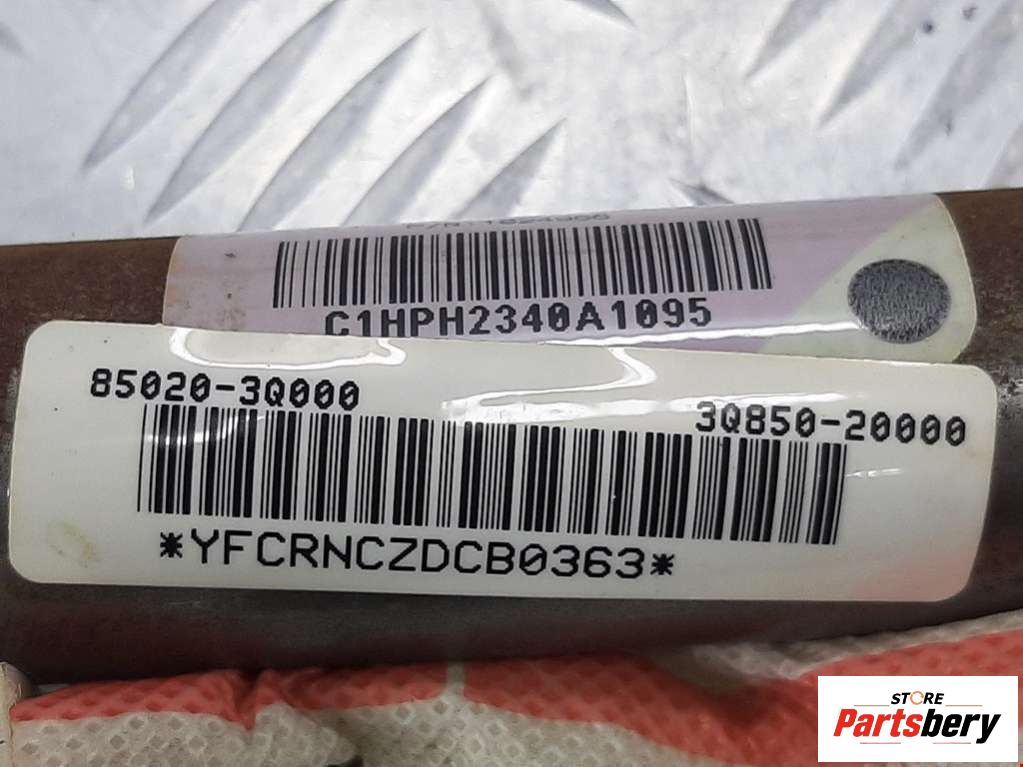 C1HPH2340A1095
85020-3Q000
3Q850-20000
*YFCRNCZDCB0363*
STORE
Partsbery